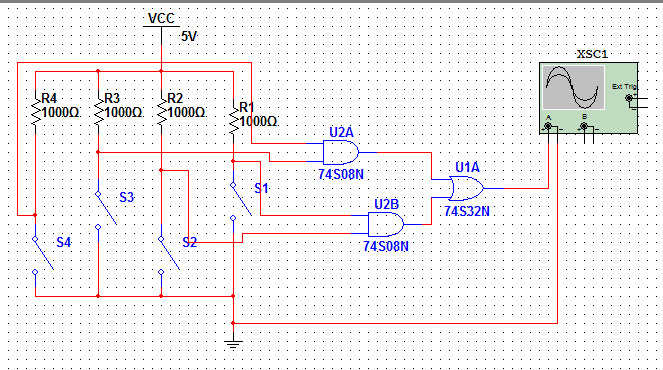 VCC
5V
XSC1
Ext Trig
+
-
A
B
+ - + -
R4
1000Ω
R3
1000Ω
R2
1000Ω
R1
1000Ω
U2A
74S08N
U1A
74S32N
U2B
74S08N
S1
S3
S4
S2